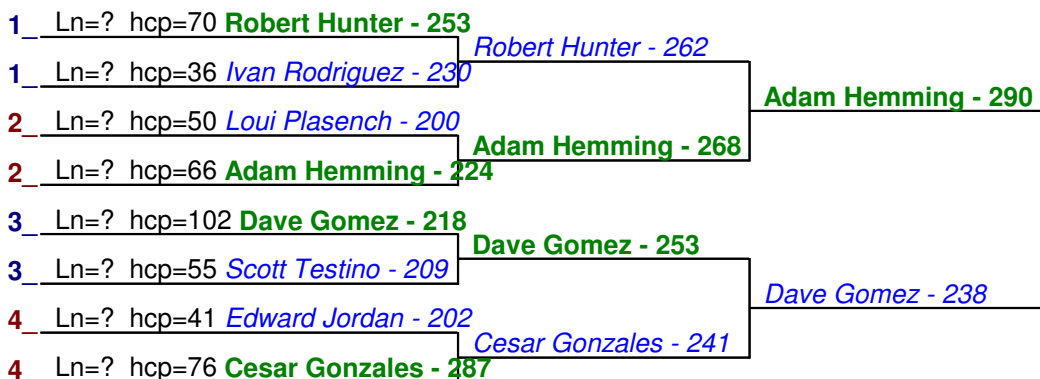 1_ Ln=? hcp=70 Robert Hunter - 253
Robert Hunter - 262
1_ Ln=? hcp=36 Ivan Rodriguez - 230
Adam Hemming - 290
2_ Ln=? hcp=50 Loui Plasench - 200
Adam Hemming - 268
2_ Ln=? hcp=66 Adam Hemming - 224
3_ Ln=? hcp=102 Dave Gomez - 218
Dave Gomez - 253
3_ Ln=? hcp=55 Scott Testino - 209
Dave Gomez - 238
4_ Ln=? hcp=41 Edward Jordan - 202
Cesar Gonzales - 241
4 Ln=? hcp=76 Cesar Gonzales - 287